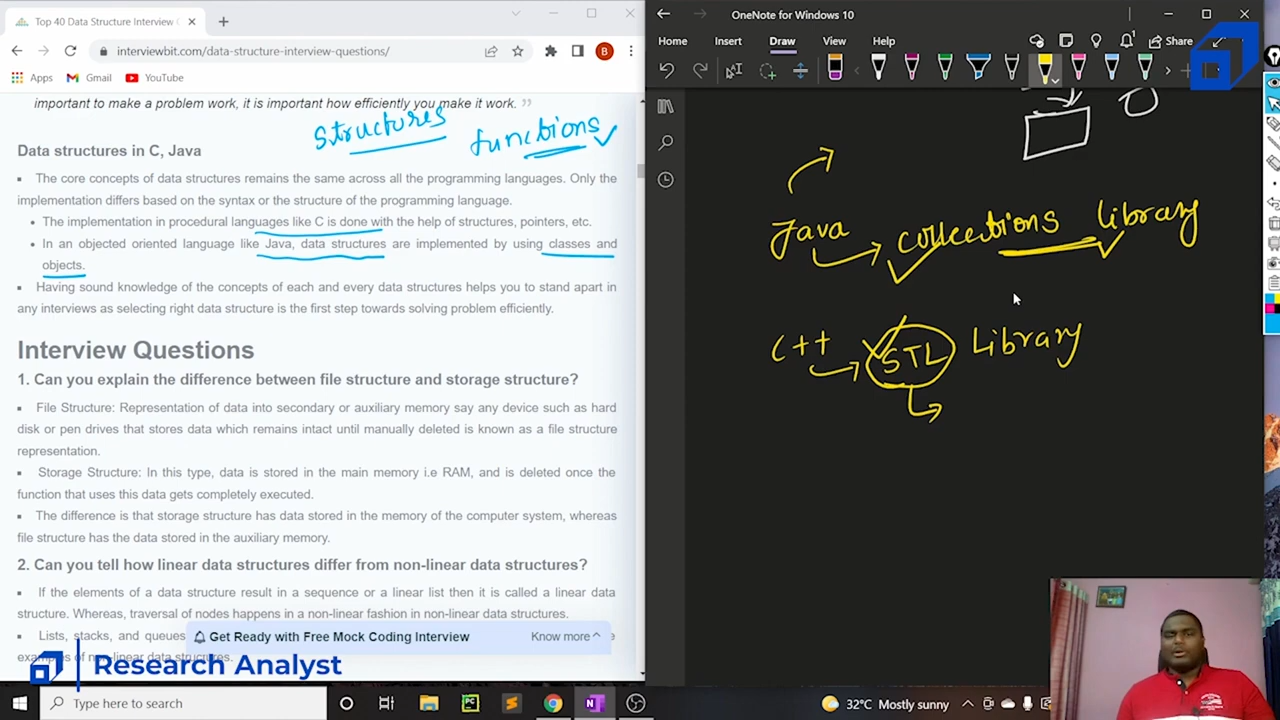 Top 40 Data Structure Interview
OneNote for Windows 10
interviewbit.com/data-structure-interview-questions/
B
Home Insert Draw View Help Share
Apps Gmail YouTube
important to make a problem work, it is important how efficiently you make it work. ”
structures functions
Data structures in C, Java
The core concepts of data structures remains the same across all the programming languages. Only the
implementation differs based on the syntax or the structure of the programming language.
The implementation in procedural languages like C is done with the help of structures, pointers, etc.
In an objected oriented language like Java, data structures are implemented by using classes and
objects.
Having sound knowledge of the concepts of each and every data structures helps you to stand apart in
any interviews as selecting right data structure is the first step towards solving problem efficiently.
Interview Questions
1. Can you explain the difference between file structure and storage structure?
File Structure: Representation of data into secondary or auxiliary memory say any device such as hard
disk or pen drives that stores data which remains intact until manually deleted is known as a file structure
representation.
Storage Structure: In this type, data is stored in the main memory i.e RAM, and is deleted once the
function that uses this data gets completely executed.
The difference is that storage structure has data stored in the memory of the computer system, whereas
file structure has the data stored in the auxiliary memory.
2. Can you tell how linear data structures differ from non-linear data structures?
If the elements of a data structure result in a sequence or a linear list then it is called a linear data
structure. Whereas, traversal of nodes happens in a non-linear fashion in non-linear data structures.
Lists, stacks, and queues
of non-linear data structures.
Get Ready with Free Mock Coding Interview Know more
Java collections library
C++ STL Library
Research Analyst
Type here to search
32°C Mostly sunny